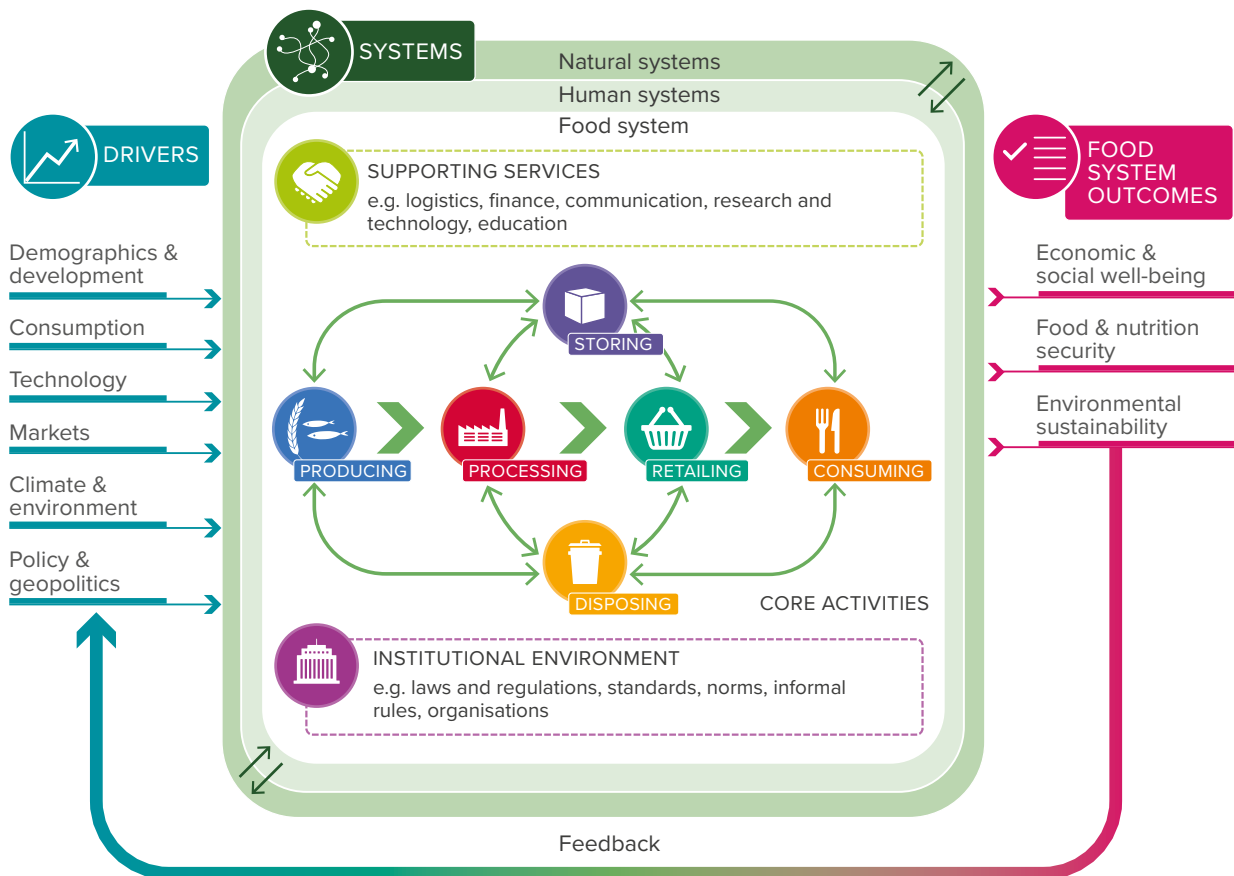 SYSTEMS
Natural systems
Human systems
Food system
DRIVERS
Demographics &
development
Consumption
Technology
Markets
Climate &
environment
Policy &
geopolitics
SUPPORTING SERVICES
e.g. logistics, finance, communication, research and
technology, education
STORING
PRODUCING
PROCESSING
RETAILING
CONSUMING
DISPOSING
CORE ACTIVITIES
INSTITUTIONAL ENVIRONMENT
e.g. laws and regulations, standards, norms, informal
rules, organisations
FOOD
SYSTEM
OUTCOMES
Economic &
social well-being
Food & nutrition
security
Environmental
sustainability
Feedback